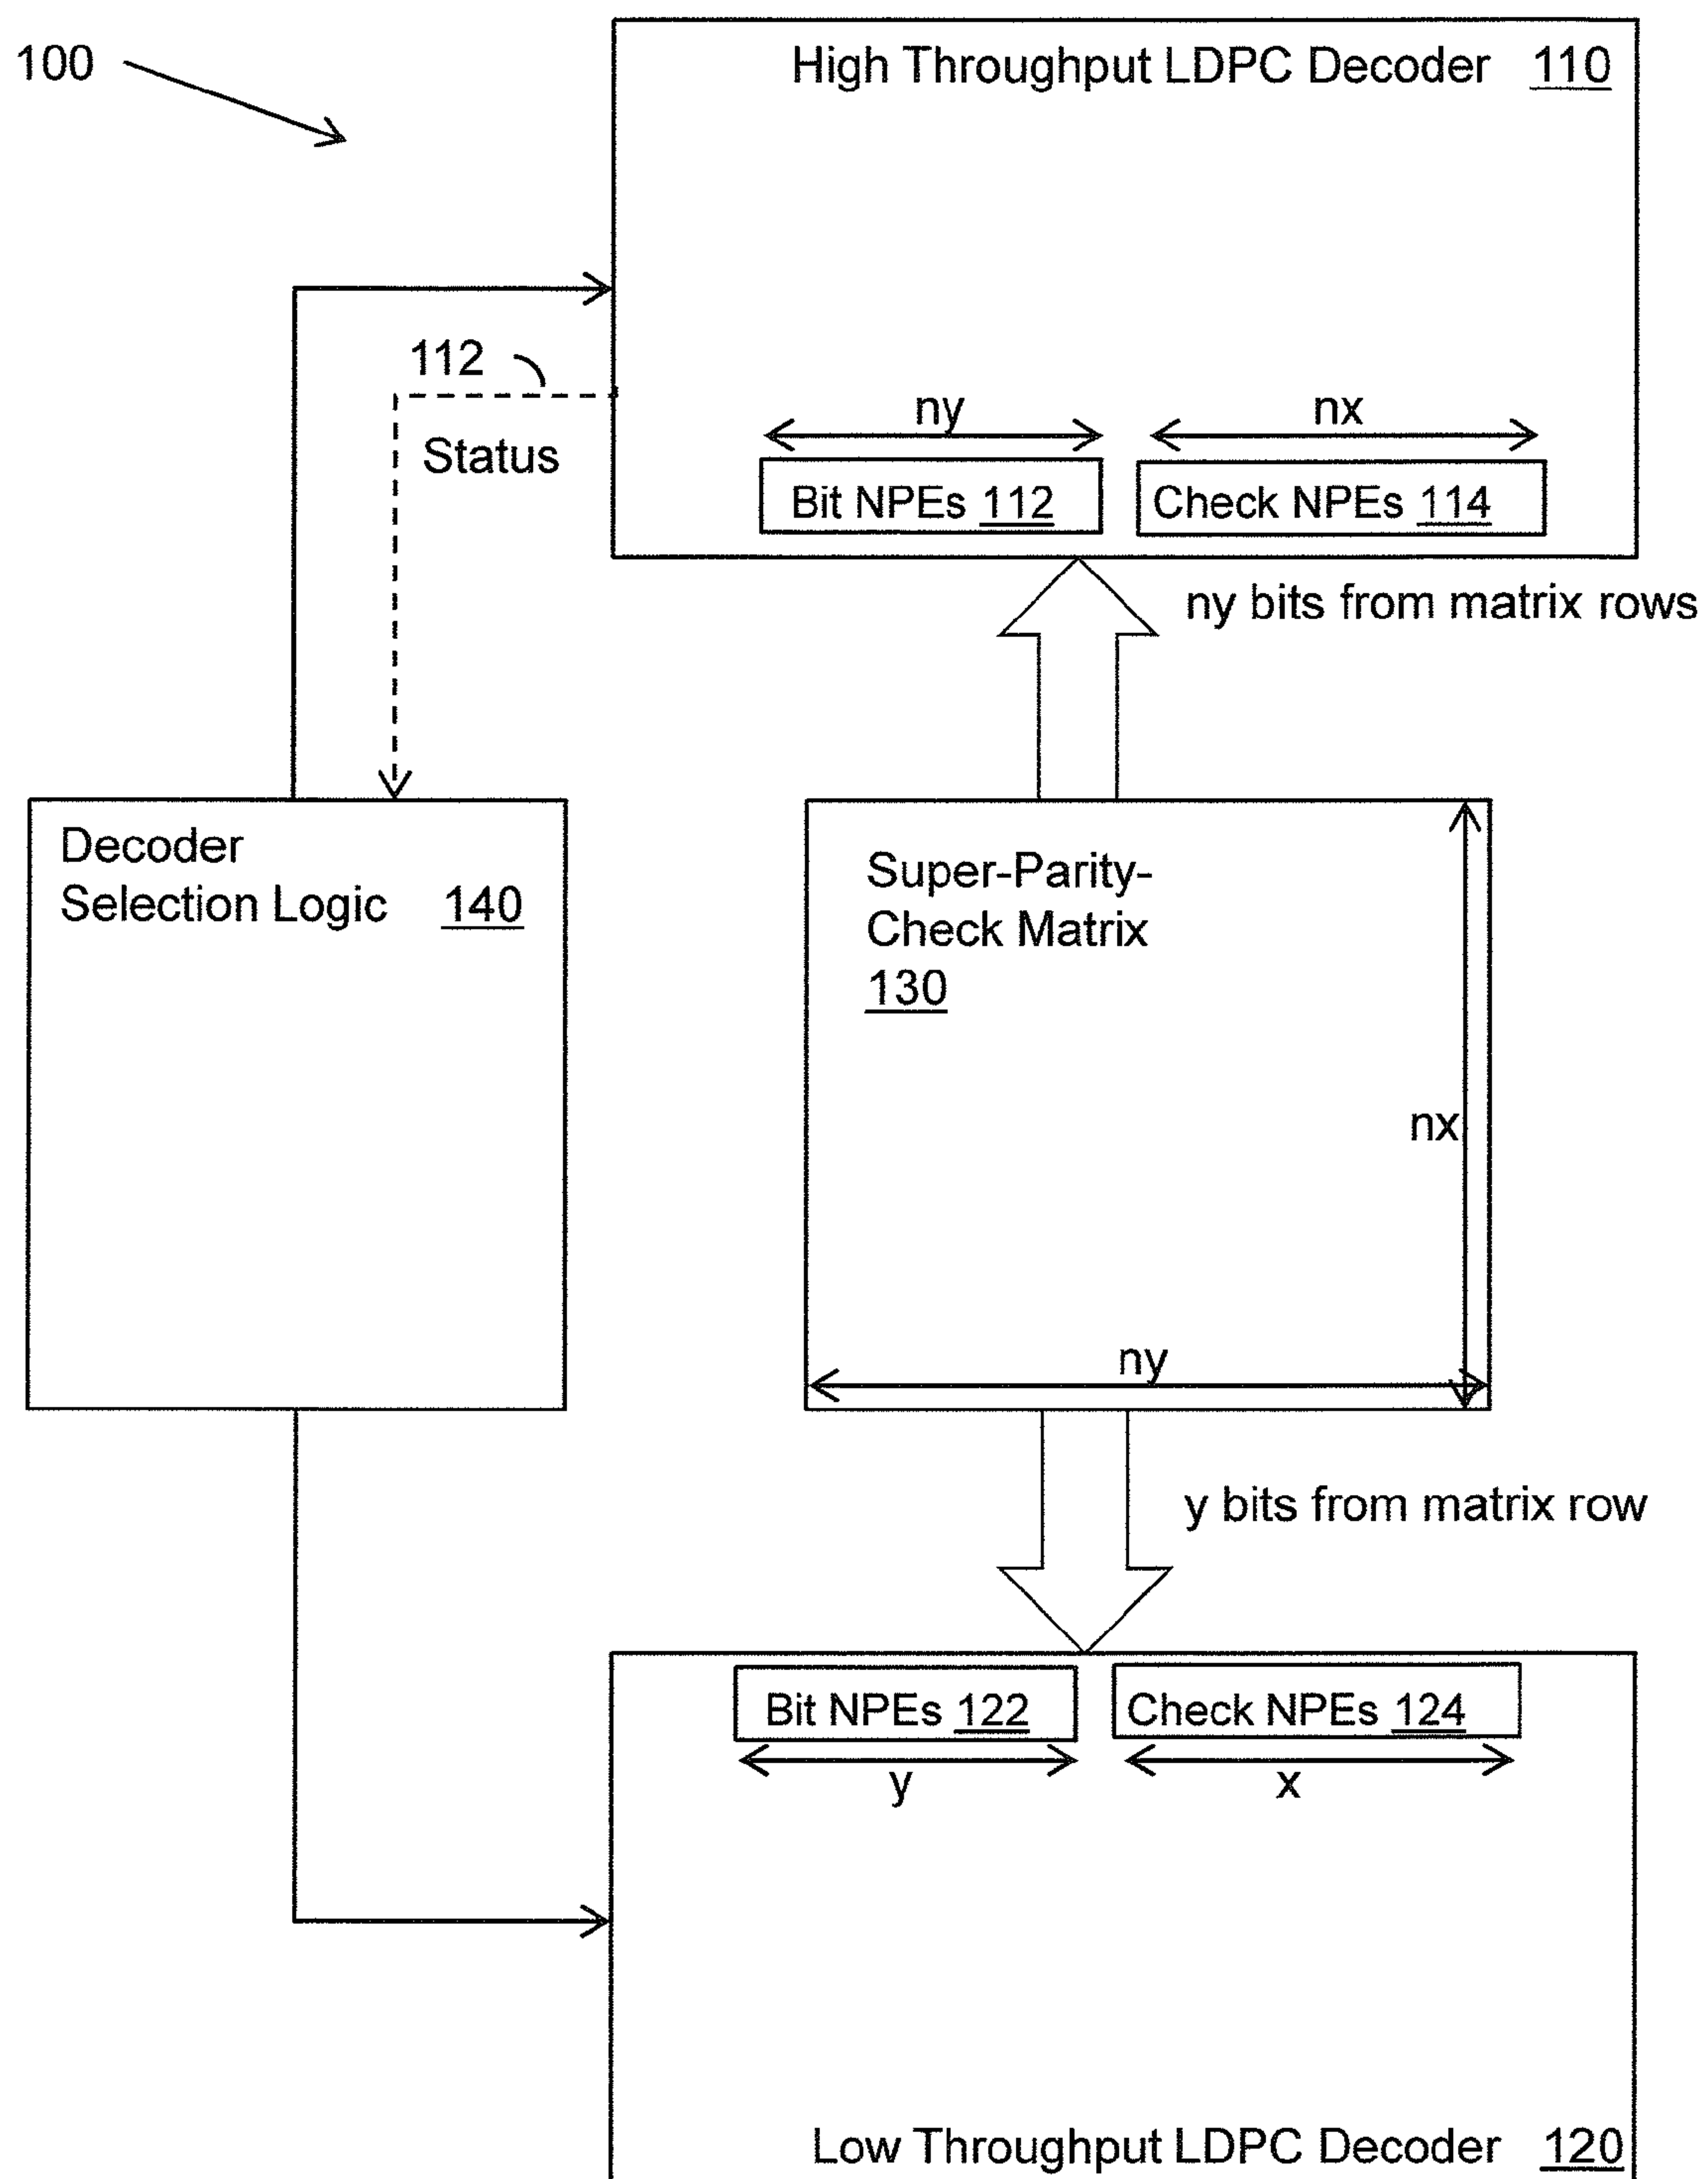 100
High Throughput LDPC Decoder 110
112
Status
ny
nx
Bit NPEs 112
Check NPEs 114
ny bits from matrix rows
Decoder
Selection Logic 140
Super-Parity-
Check Matrix
130
nx
ny
y bits from matrix row
Bit NPEs 122
Check NPEs 124
y
x
Low Throughput LDPC Decoder 120